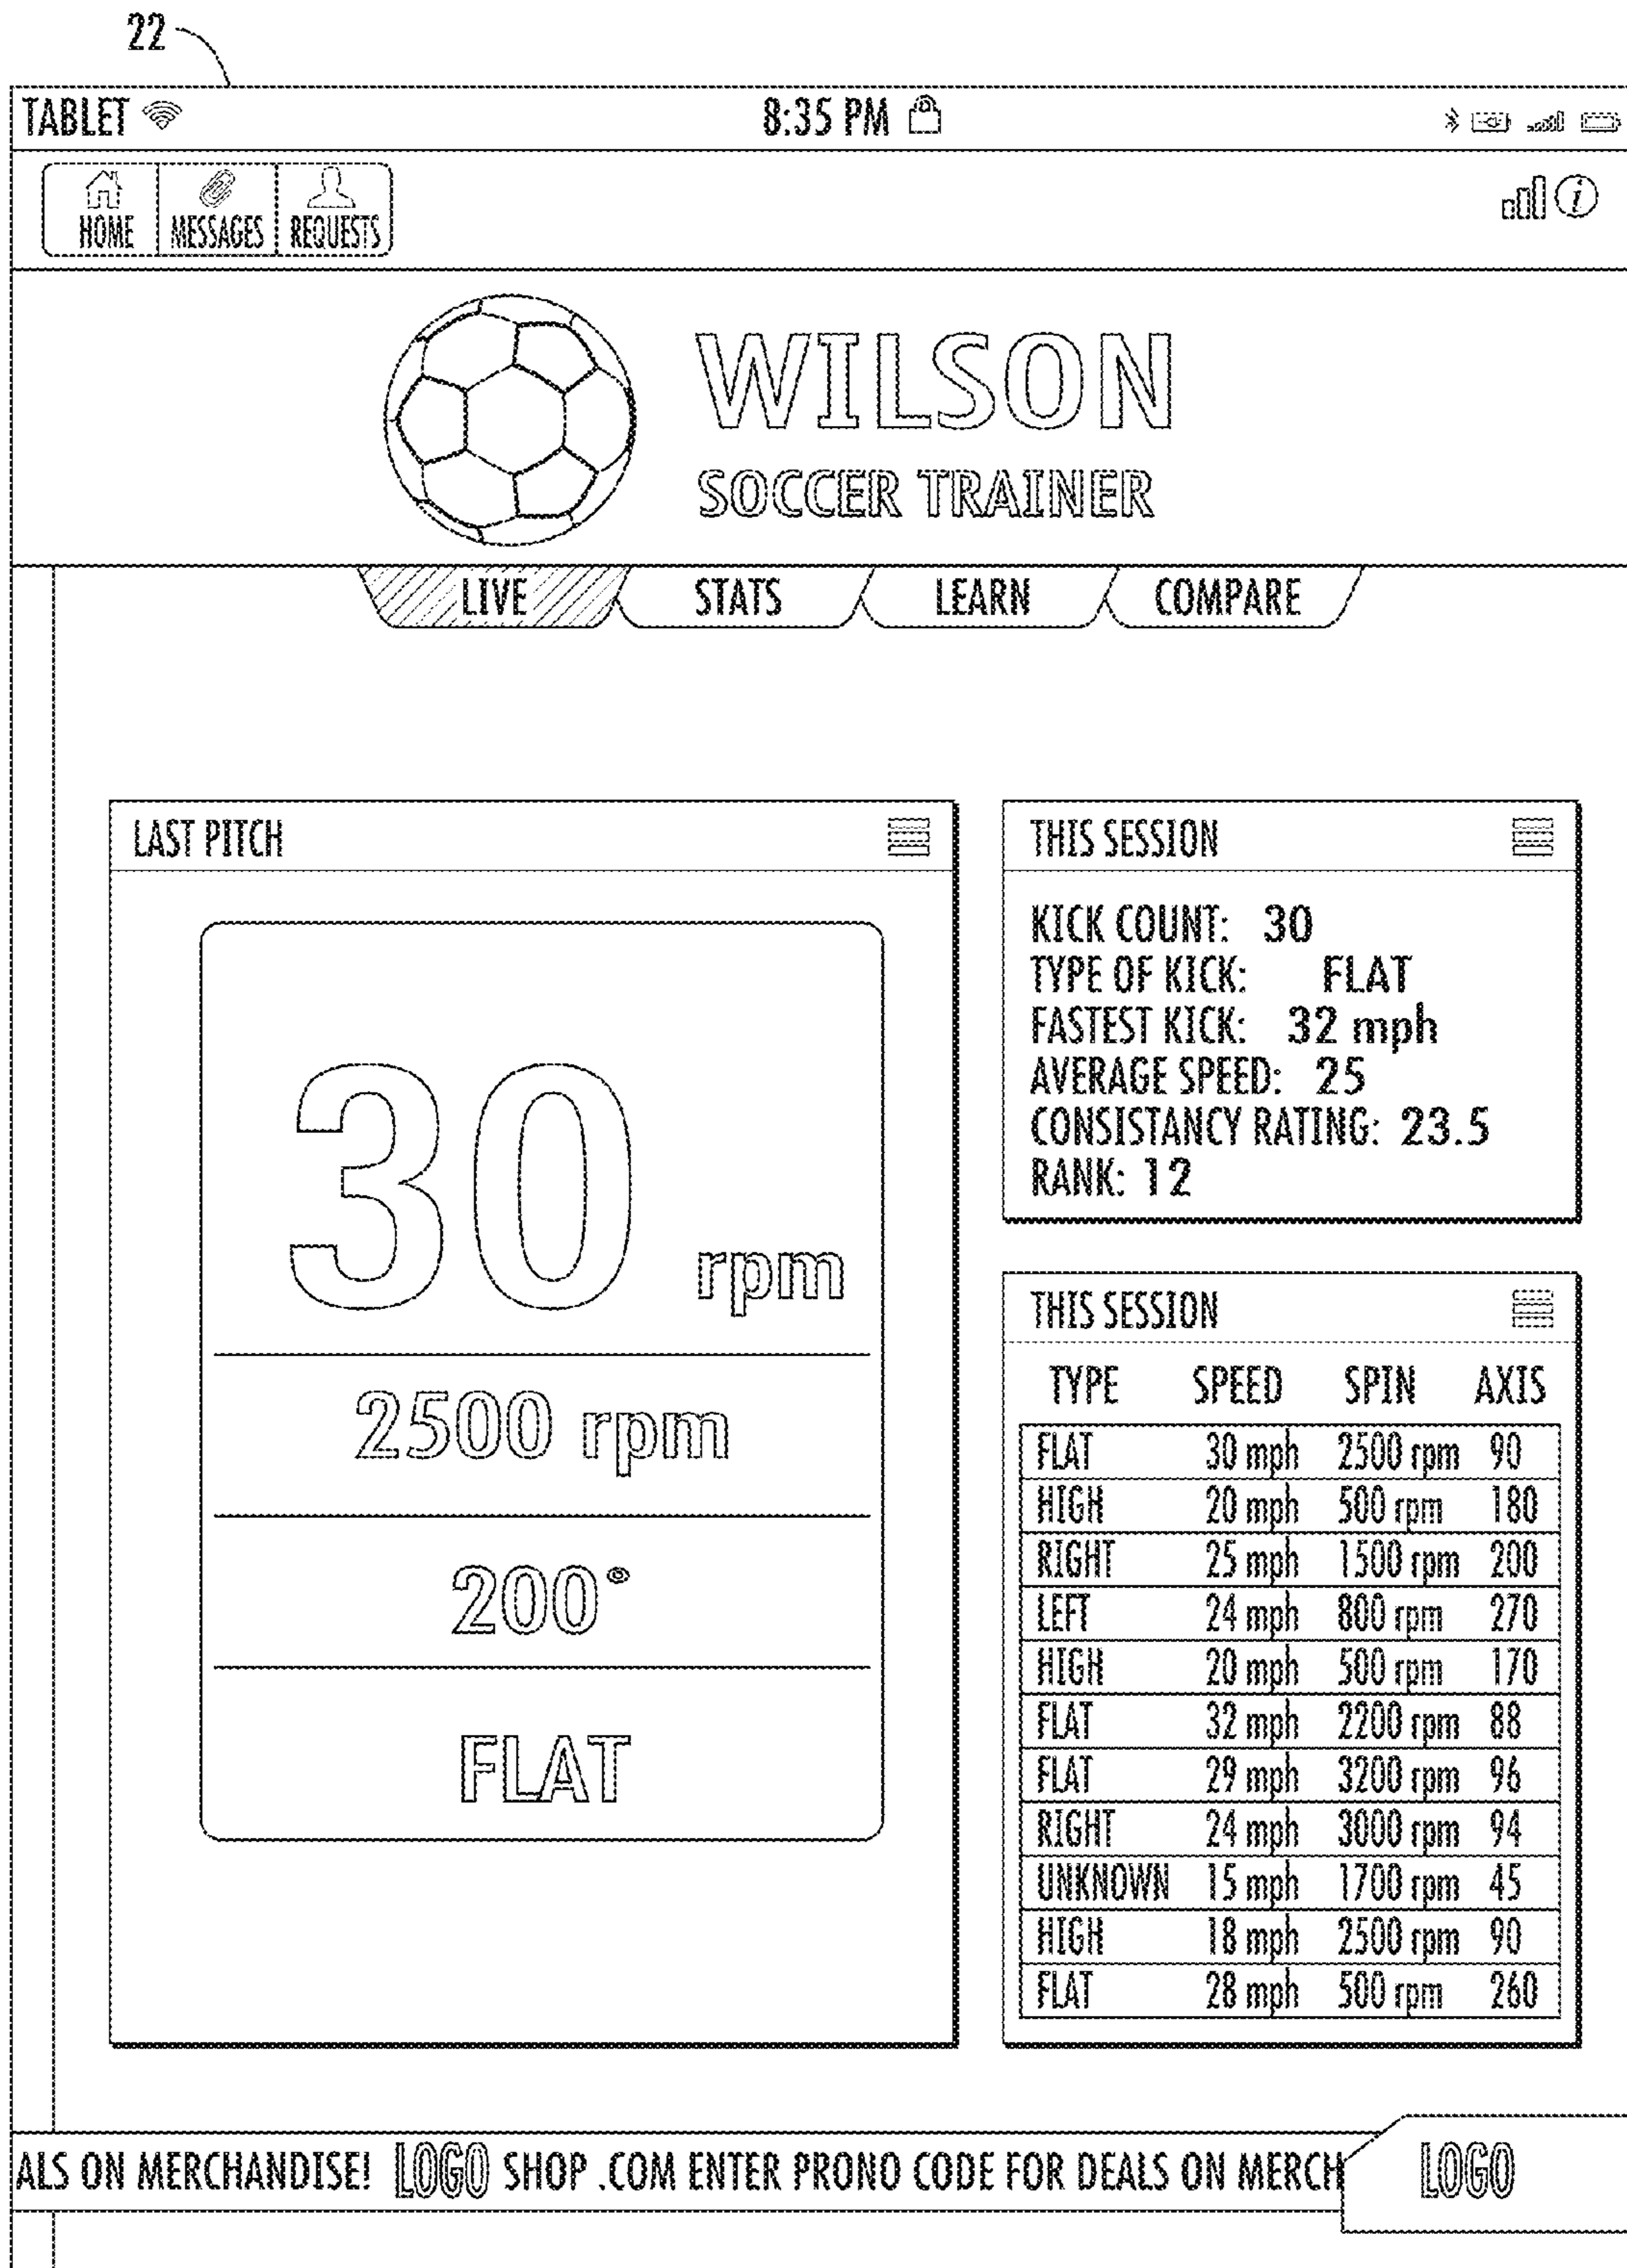 22
TABLET 8:35 PM
HOME MESSAGES REQUESTS
i
WILSON
SOCCER TRAINER
LIVE STATS LEARN COMPARE
LAST PITCH
30 rpm
2500 rpm
200°
FLAT
THIS SESSION
KICK COUNT: 30
TYPE OF KICK: FLAT
FASTEST KICK: 32 mph
AVERAGE SPEED: 25
CONSISTANCY RATING: 23.5
RANK: 12
THIS SESSION
TYPE SPEED SPIN AXIS
FLAT 30 mph 2500 rpm 90
HIGH 20 mph 500 rpm 180
RIGHT 25 mph 1500 rpm 200
LEFT 24 mph 800 rpm 270
HIGH 20 mph 500 rpm 170
FLAT 32 mph 2200 rpm 88
FLAT 29 mph 3200 rpm 96
RIGHT 24 mph 3000 rpm 94
UNKNOWN 15 mph 1700 rpm 45
HIGH 18 mph 2500 rpm 90
FLAT 28 mph 500 rpm 260
ALS ON MERCHANDISE! LOGO SHOP .COM ENTER PRONO CODE FOR DEALS ON MERCH LOGO